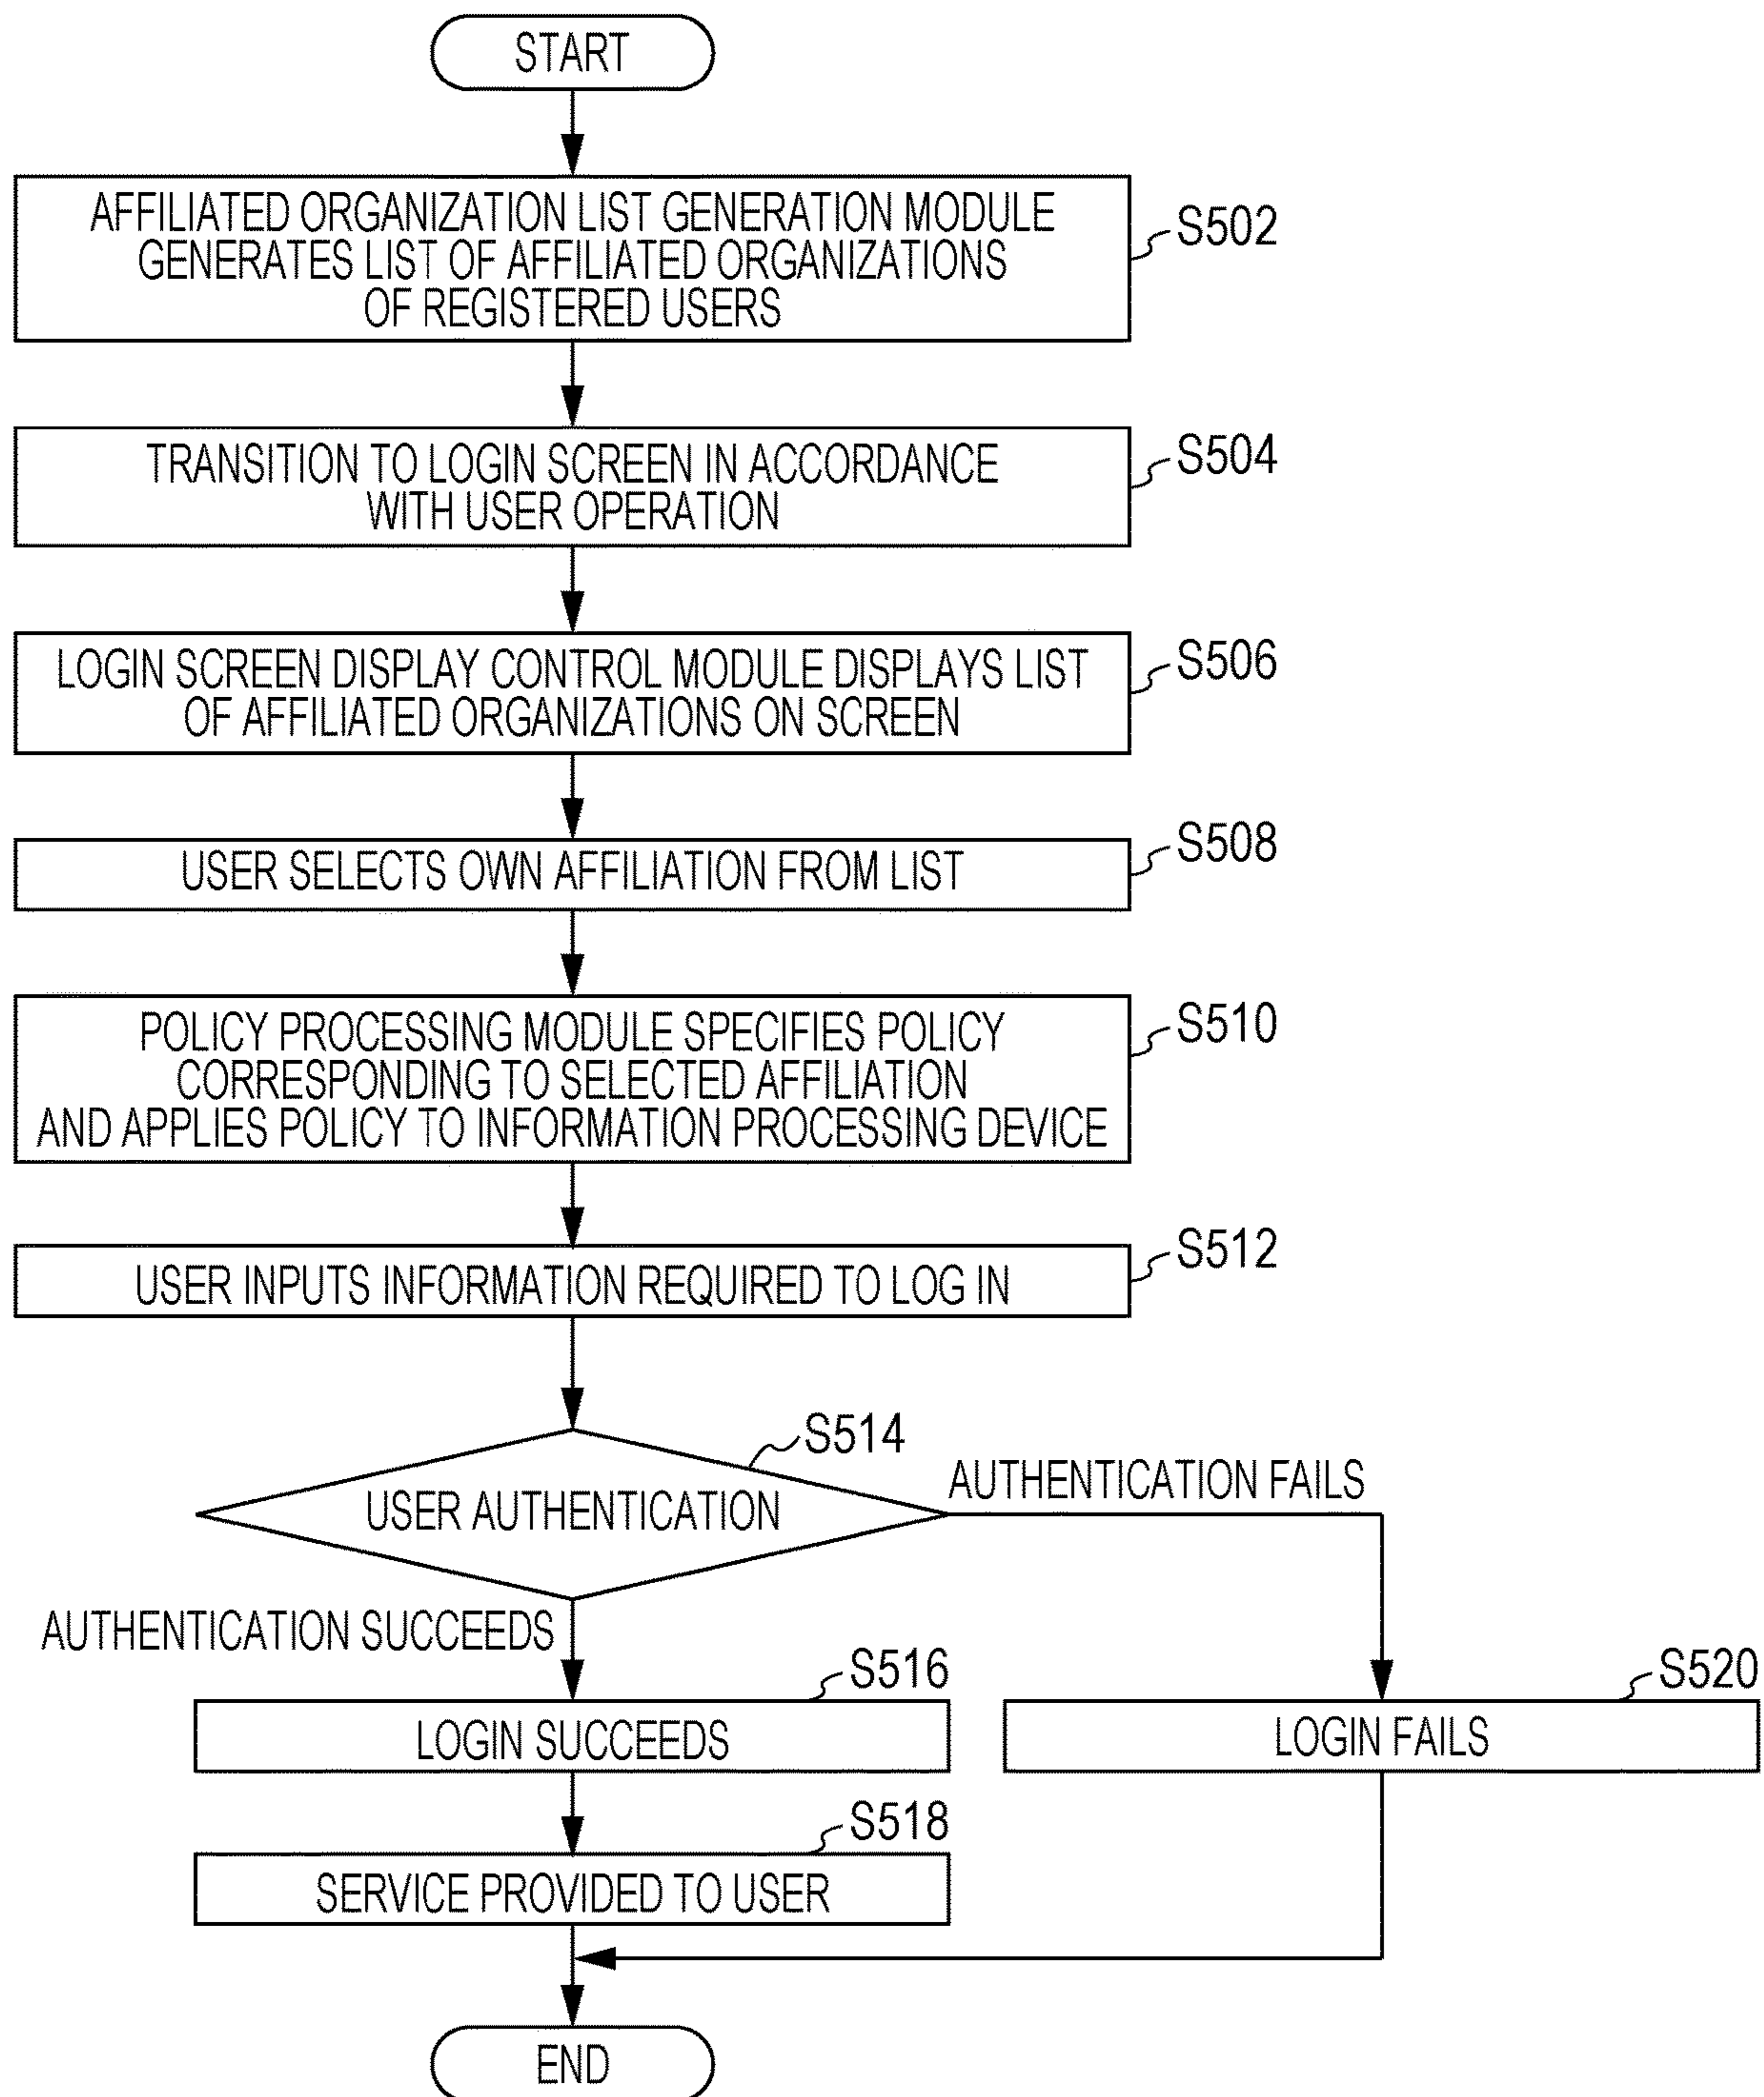 START
AFFILIATED ORGANIZATION LIST GENERATION MODULE
GENERATES LIST OF AFFILIATED ORGANIZATIONS
OF REGISTERED USERS
S502
TRANSITION TO LOGIN SCREEN IN ACCORDANCE
WITH USER OPERATION
S504
LOGIN SCREEN DISPLAY CONTROL MODULE DISPLAYS LIST
OF AFFILIATED ORGANIZATIONS ON SCREEN
S506
USER SELECTS OWN AFFILIATION FROM LIST
S508
POLICY PROCESSING MODULE SPECIFIES POLICY
CORRESPONDING TO SELECTED AFFILIATION
AND APPLIES POLICY TO INFORMATION PROCESSING DEVICE
S510
USER INPUTS INFORMATION REQUIRED TO LOG IN
S512
S514
USER AUTHENTICATION
AUTHENTICATION FAILS
AUTHENTICATION SUCCEEDS
S516
LOGIN SUCCEEDS
S520
LOGIN FAILS
S518
SERVICE PROVIDED TO USER
END